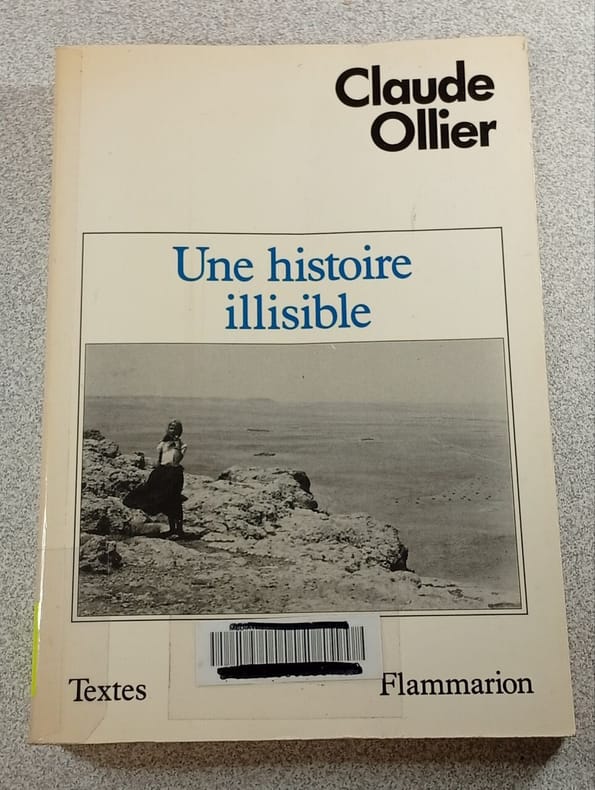 Claude
Ollier
Une histoire
illisible
Textes
Flammarion